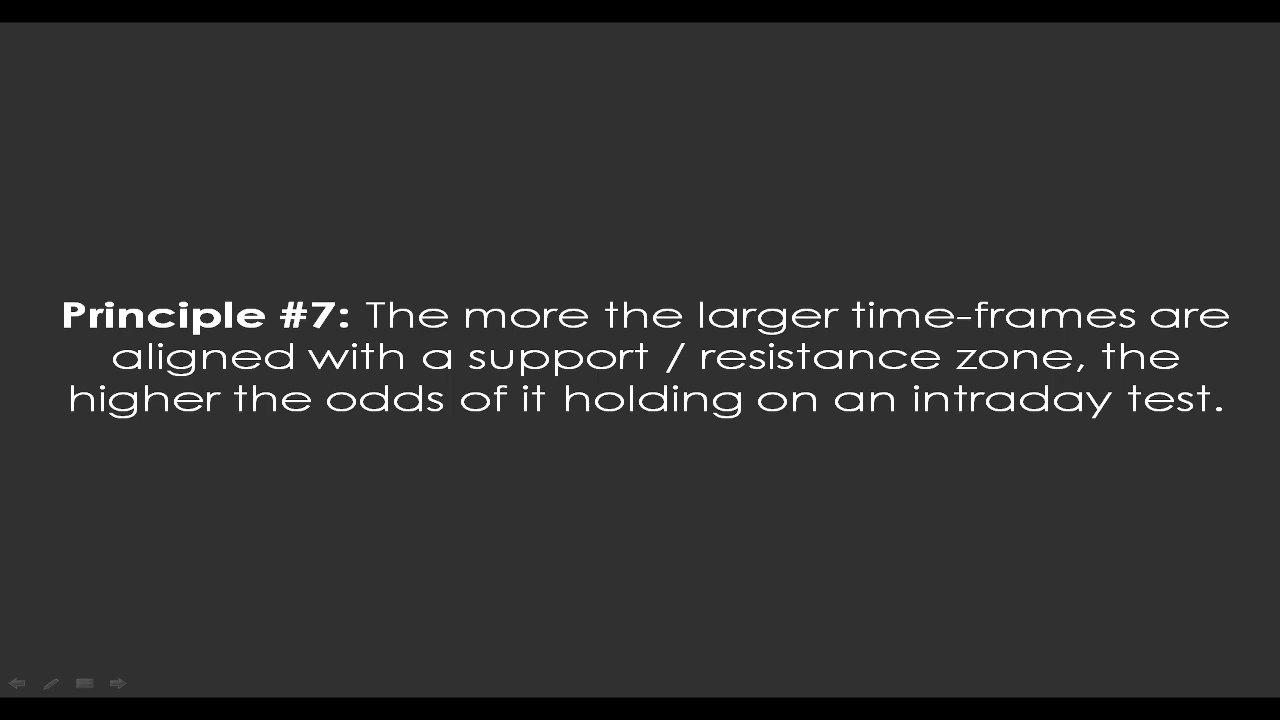 Principle #7: The more the larger time-frames are
aligned with a support / resistance zone, the
higher the odds of it holding on an intraday test.